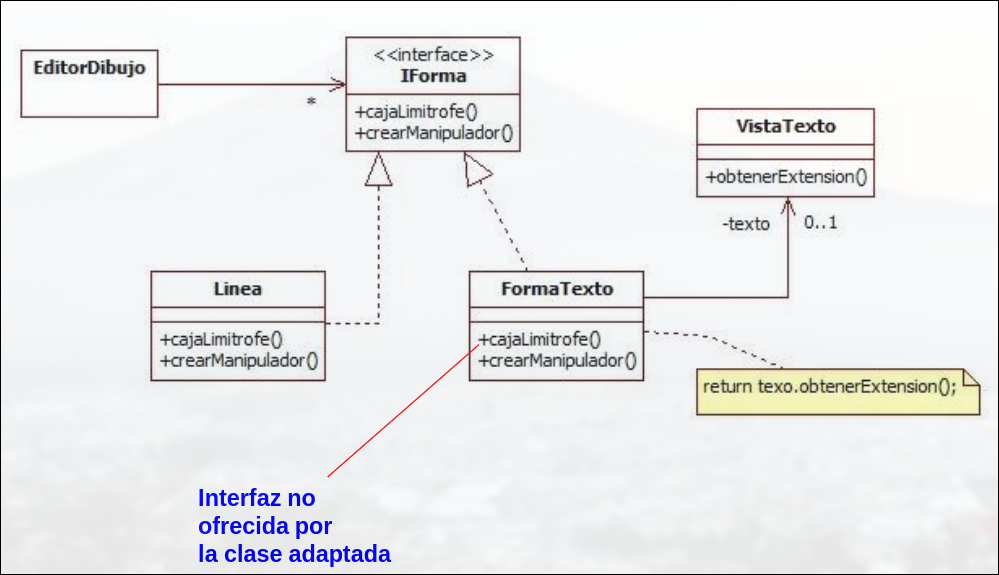 EditorDibujo
*
<<interface>>
IForma
+cajaLimitrofe()
+crearManipulador()
VistaTexto
+obtenerExtension()
-texto
0..1
Linea
+cajaLimitrofe()
+crearManipulador()
FormaTexto
+cajaLimitrofe()
+crearManipulador()
return texo.obtenerExtension();
Interfaz no
ofrecida por
la clase adaptada